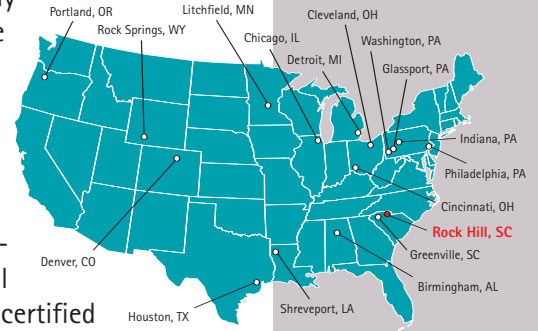 y
e
Portland, OR
Rock Springs, WY
Litchfield, MN
Chicago, IL
Cleveland, OH
Detroit, MI
Washington, PA
Glassport, PA
Indiana, PA
Philadelphia, PA
Cincinnati, OH
Rock Hill, SC
Greenville, SC
Birmingham, AL
Shreveport, LA
Houston, TX
Denver, CO
–
l
certified